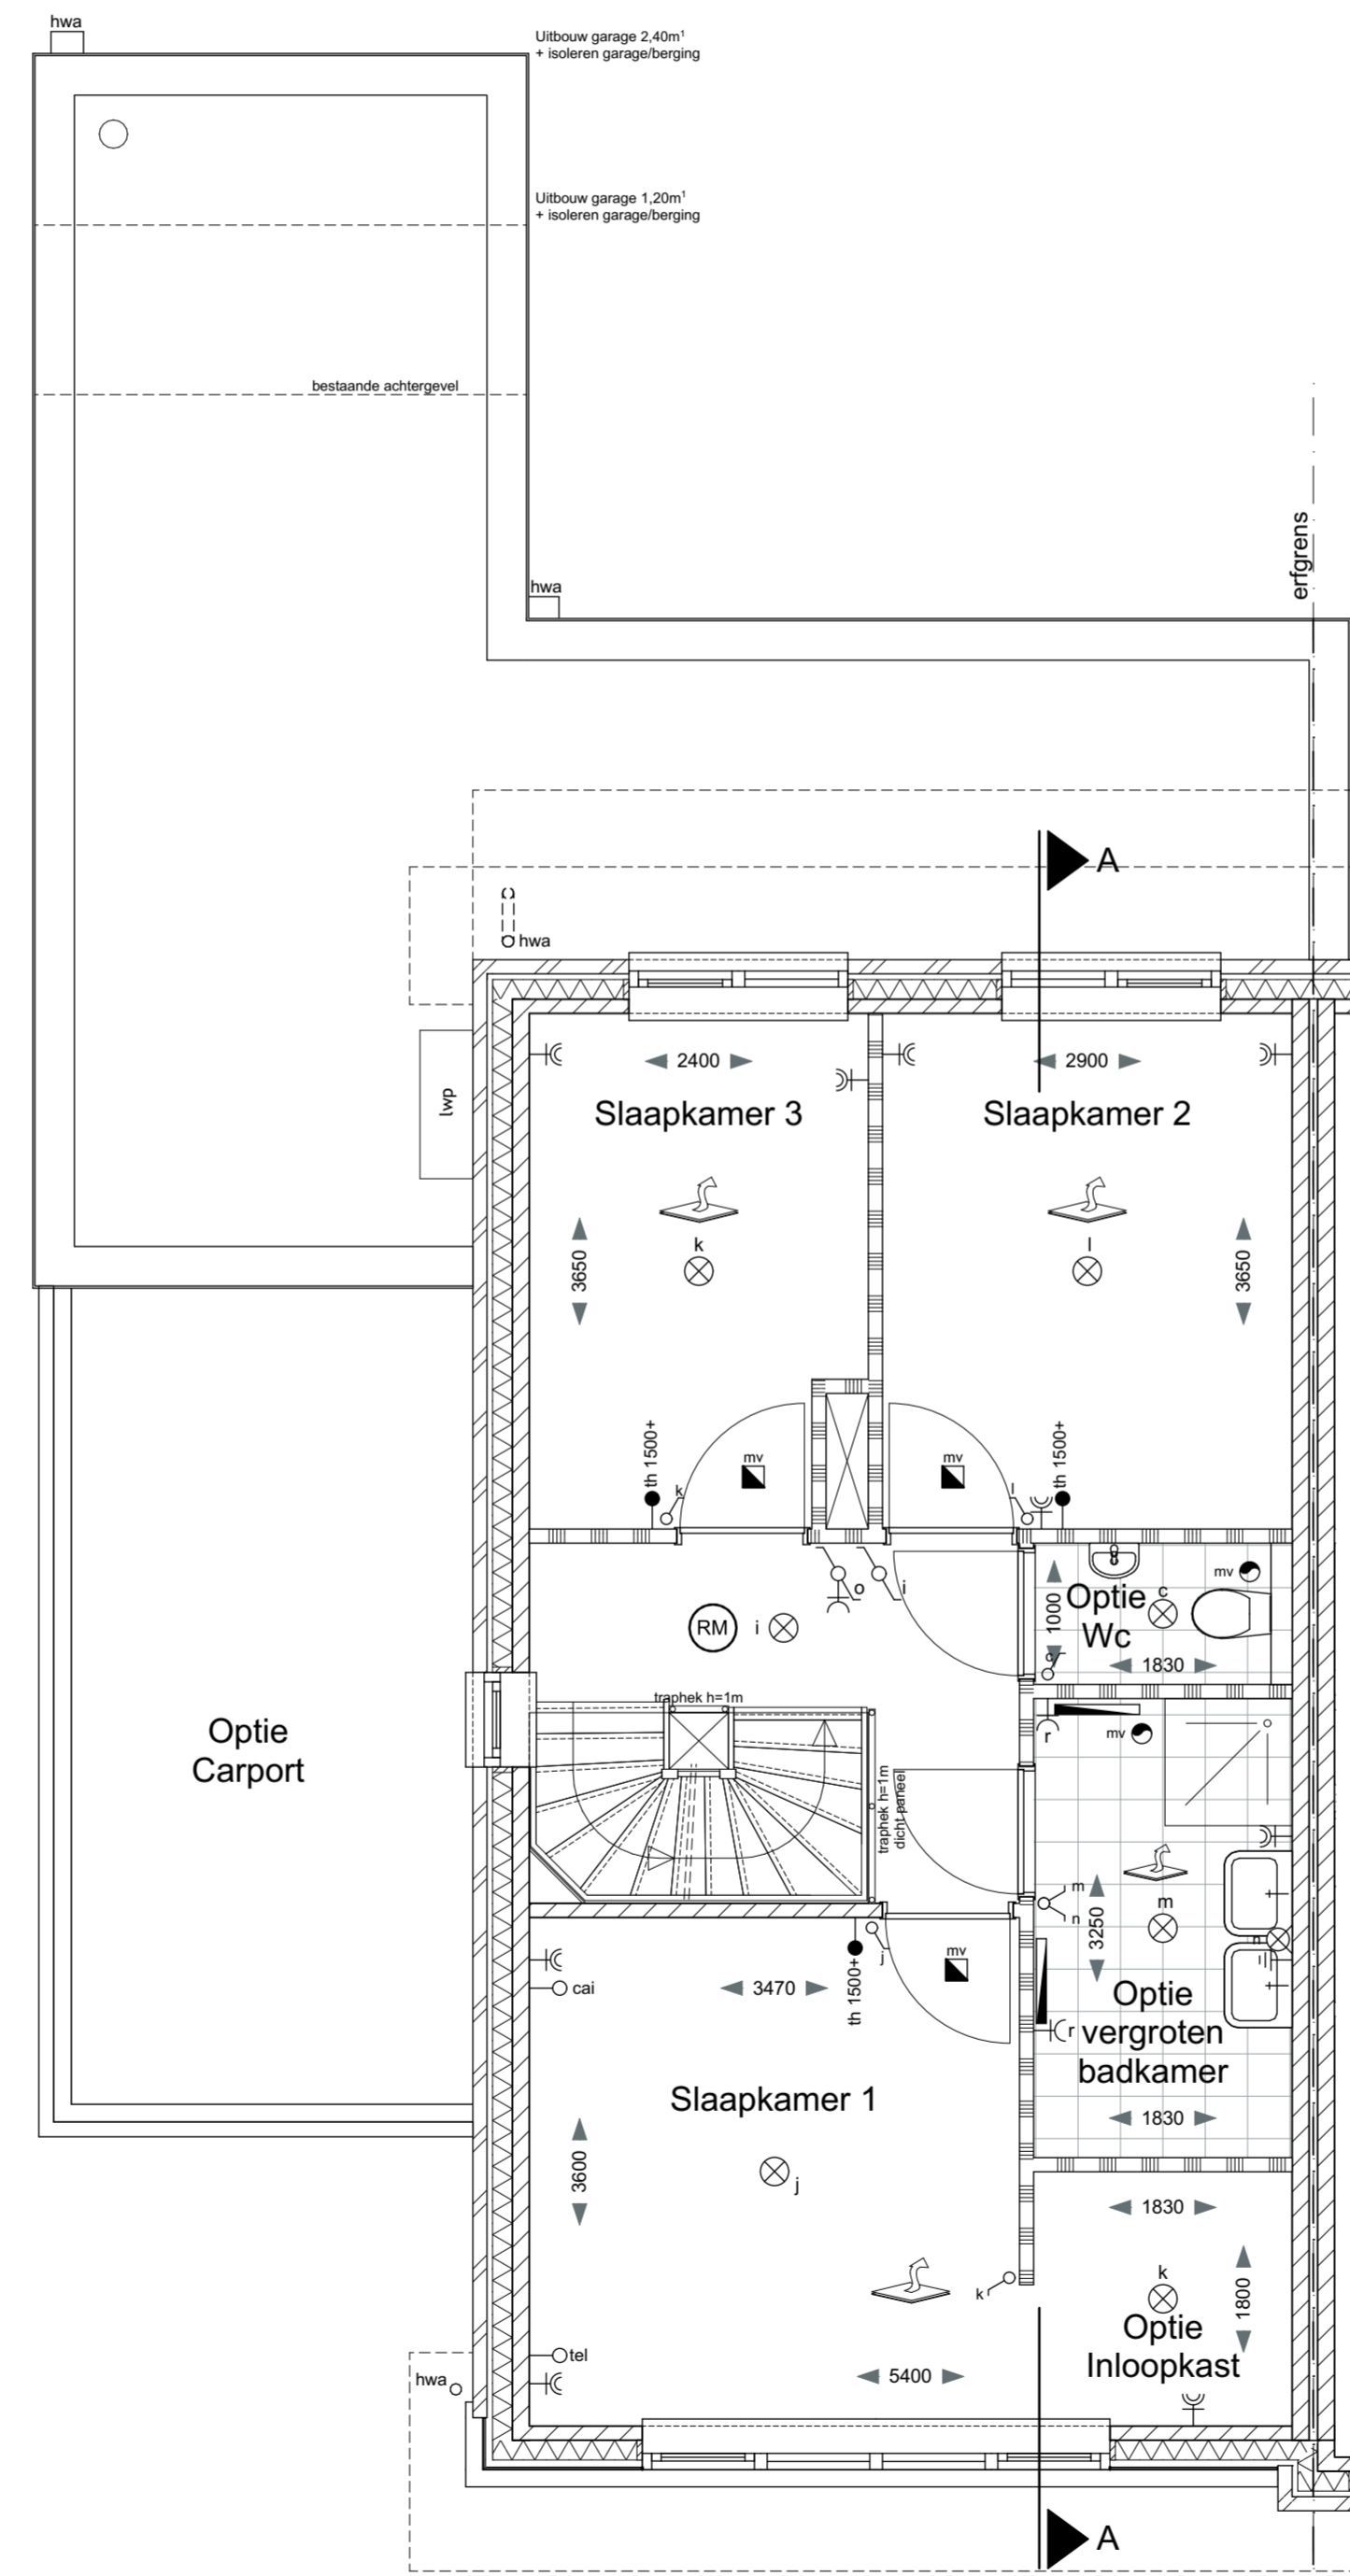 hwa
Uitbouw garage 2,40m¹
+ isoleren garage/berging
Uitbouw garage 1,20m¹
+ isoleren garage/berging
bestaande achtergevel
erfgrens
hwa
A
hwa
lwp
2400
2900
Slaapkamer 3
Slaapkamer 2
k
l
3650
3650
th 1500+
k
mv
mv
l
th 1500+
o
i
RM
i
1000
Optie
Wc
c
mv
c
1830
traphek h=1m
r
mv
Optie
Carport
traphek h=1m
dicht paneel
m
n
3250
m
n
j
mv
cai
3470
th 1500+
r
Optie
vergroten
badkamer
1830
Slaapkamer 1
3600
j
1830
k
k
1800
Optie
Inloopkast
tel
hwa
5400
A